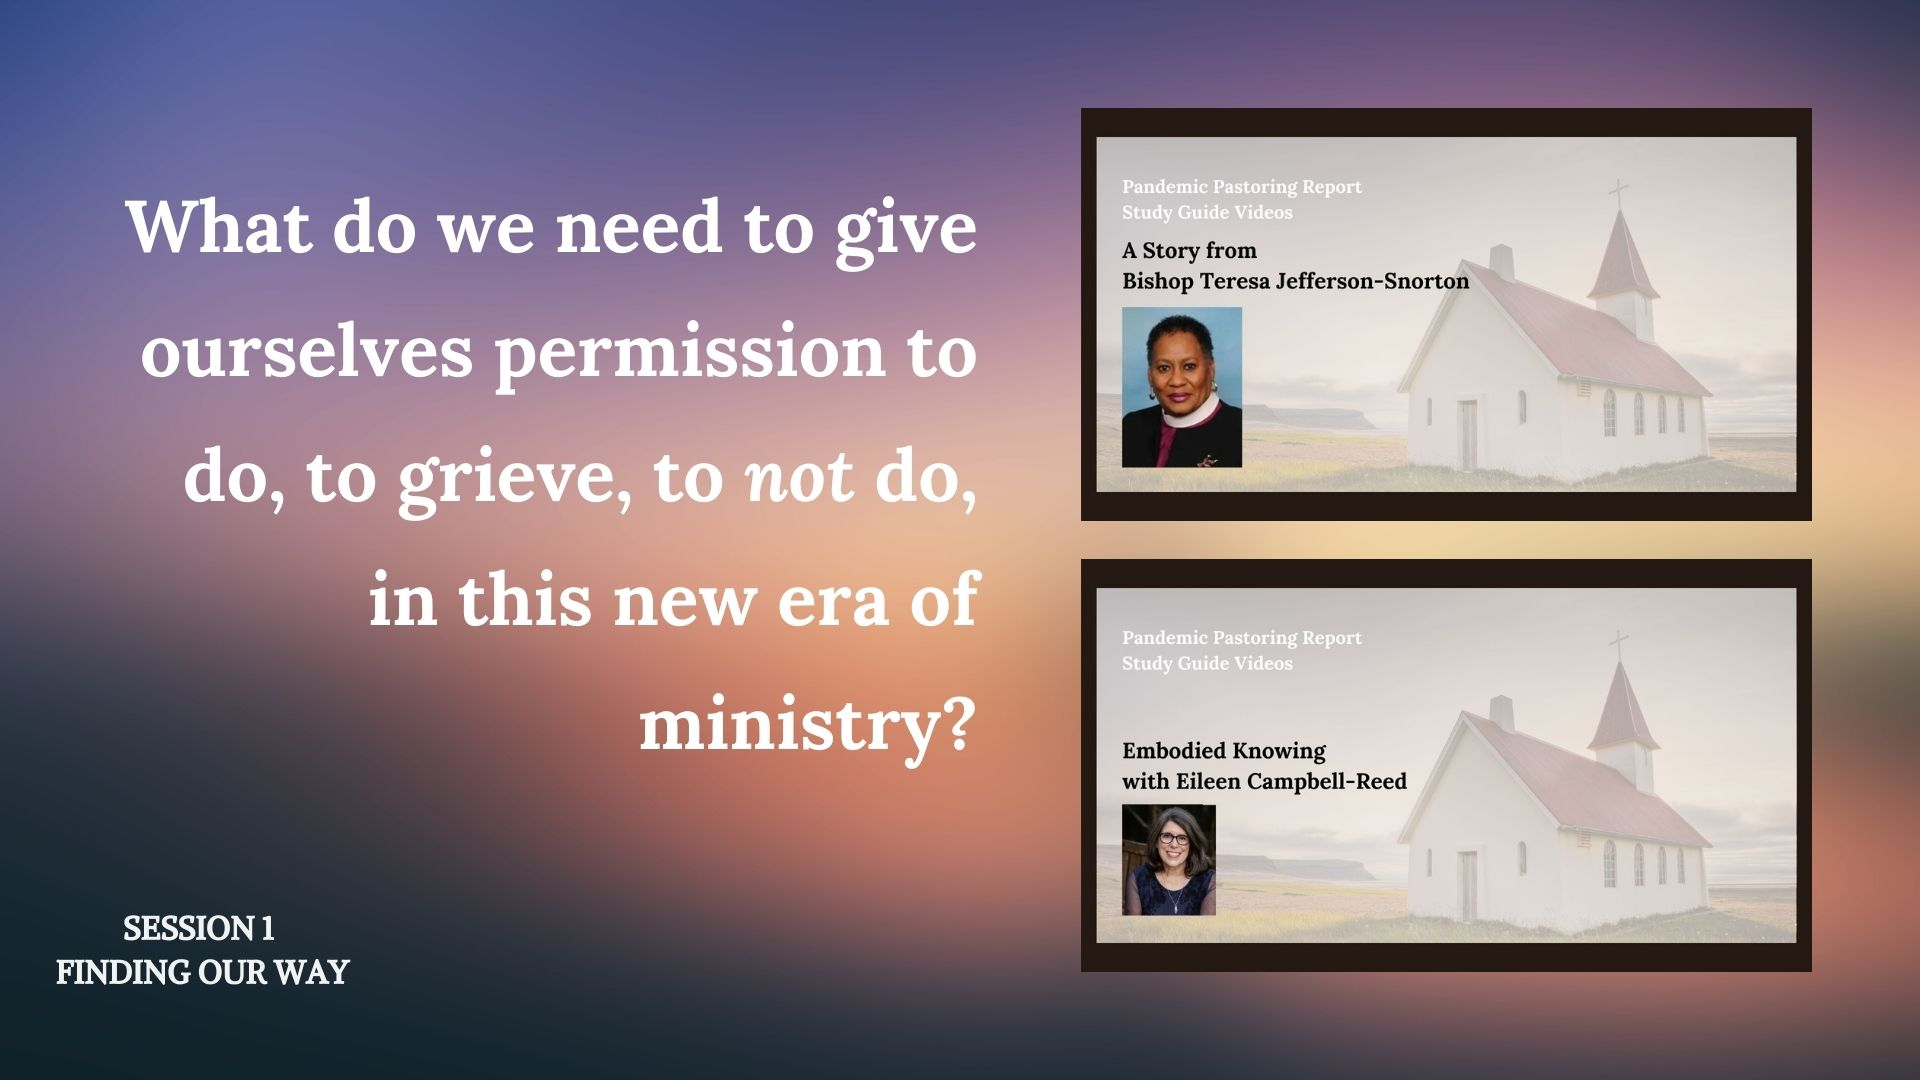 What do we need to give
ourselves permission to
do, to grieve, to not do,
in this new era of
ministry?
SESSION 1
FINDING OUR WAY
Pandemic Pastoring Report
Study Guide Videos
A Story from
Bishop Teresa Jefferson-Snorton
Pandemic Pastoring Report
Study Guide Videos
Embodied Knowing
with Eileen Campbell-Reed